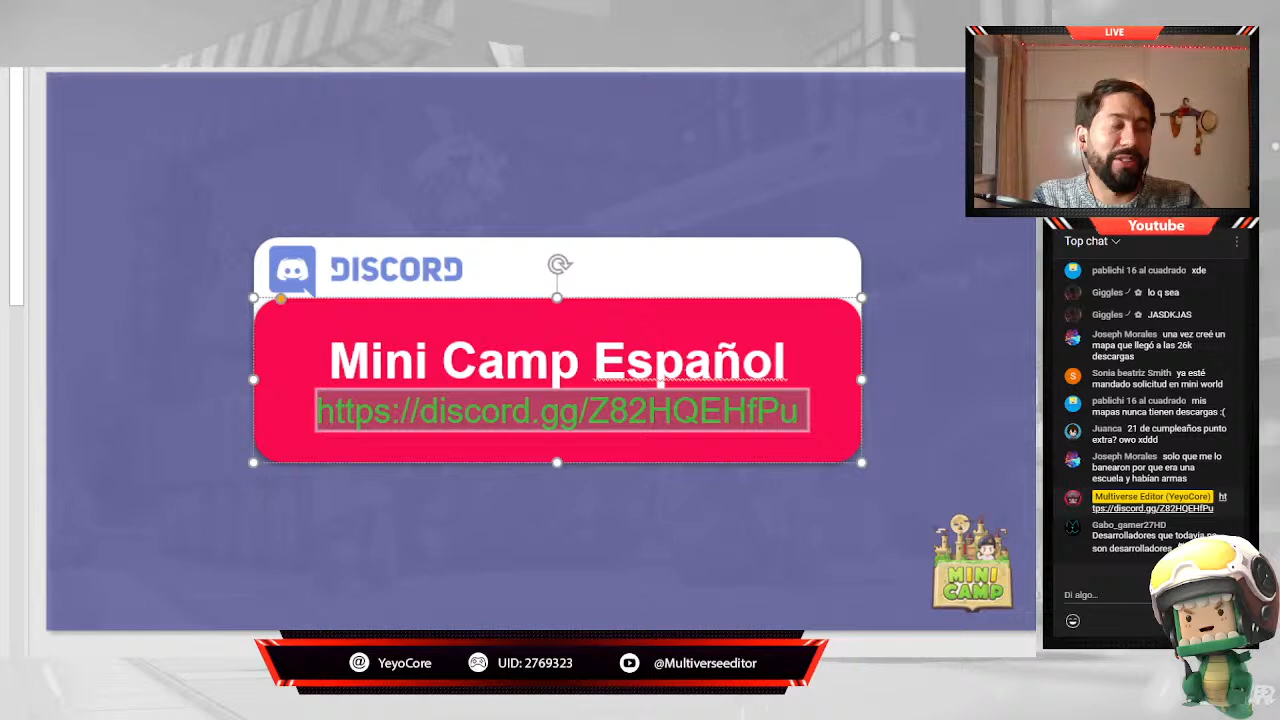 LIVE
DISCORD
Mini Camp Español
https://discord.gg/Z82HQEHfPu
MINI
CAMP
Youtube
Top chat
pablichi 16 al cuadrado xde
Giggles lo q sea
Giggles JASDKJAS
Joseph Morales una vez creé un
mapa que llegó a las 26k
descargas
Sonia beatriz Smith ya esté
mandado solicitud en mini world
pablichi 16 al cuadrado mis
mapas nunca tienen descargas :(
Juanca 21 de cumpleaños punto
extra? owo xddd
Joseph Morales solo que me lo
banearon por que era una
escuela y habían armas
Multiverse Editor (YeyoCore) ht
tps://discord.gg/Z82HQEHfPu
Gabo_gamer27HD
Desarrolladores que todavía no
son desarrolladores
Di algo...
YeyoCore
UID: 2769323
@Multiverseeditor